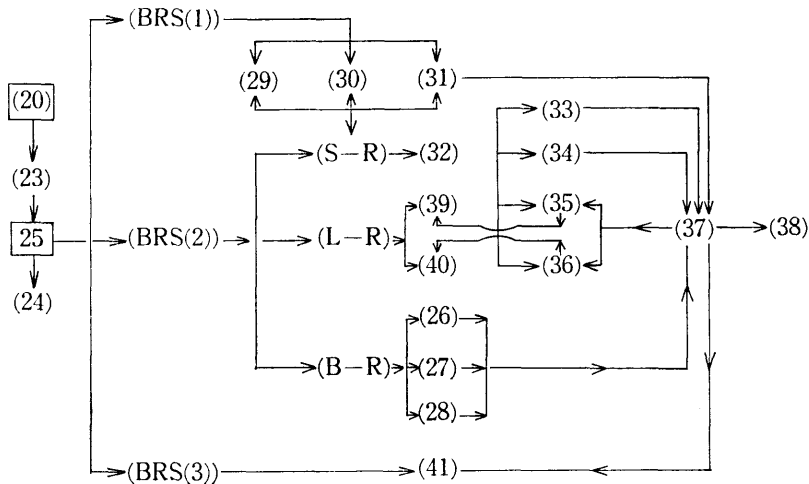 (BRS(1))
(29) (30) (31)
(20)
(33)
(S−R) (32) (34)
(23)
(39) (35)
25 (BRS(2)) (L−R) (37) (38)
(40) (36)
(24)
(26)
(B−R) (27)
(28)
(BRS(3)) (41)